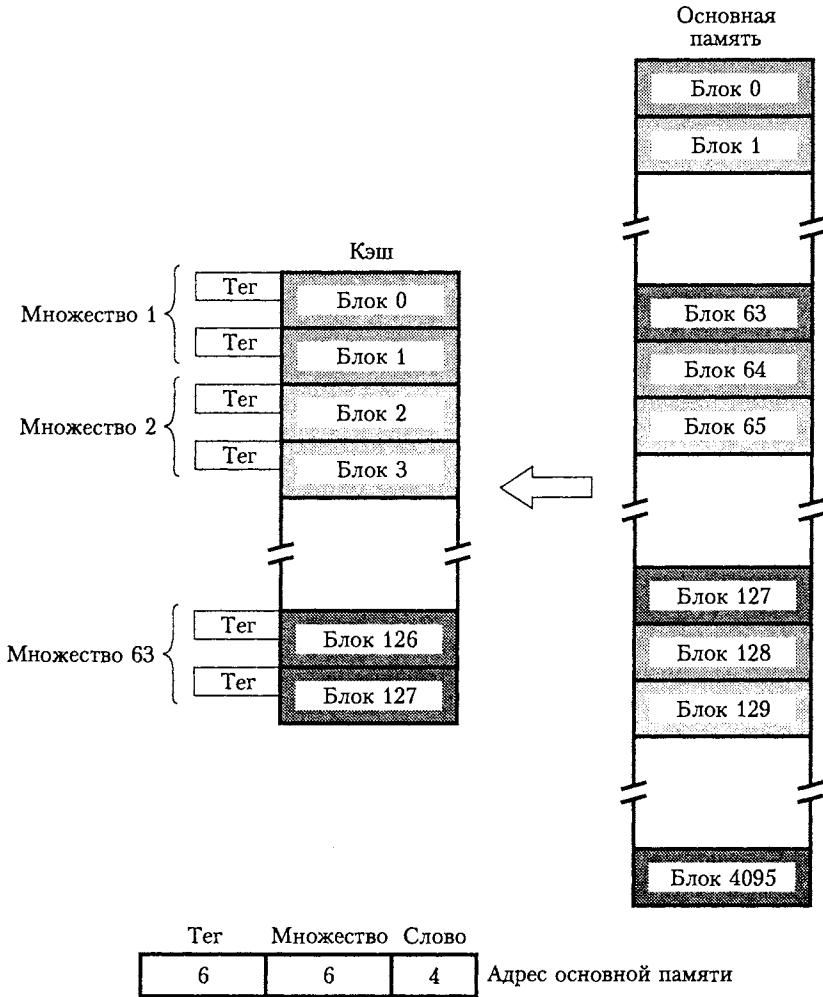 Основная
память
Блок 0
Блок 1
Блок 63
Блок 64
Блок 65
Блок 127
Блок 128
Блок 129
Блок 4095
Кэш
Множество 1
Тег
Блок 0
Тег
Блок 1
Множество 2
Тег
Блок 2
Тег
Блок 3
Множество 63
Тег
Блок 126
Тег
Блок 127
Тег Множество Слово
6 6 4 Адрес основной памяти